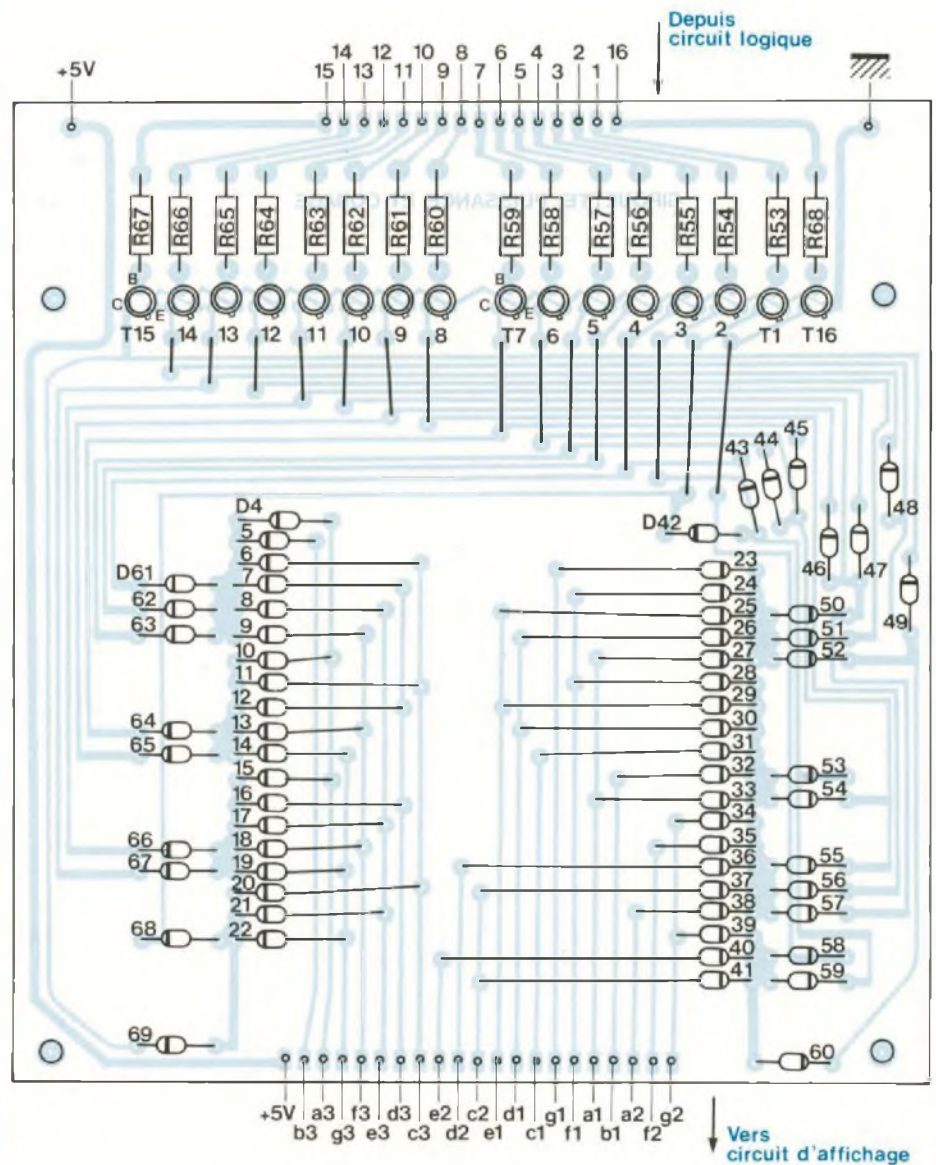 Depuis
circuit logique
14 12 10 8 6 4 2 16
15 13 11 9 7 5 3 1
+5V
R67 R66 R65 R64 R63 R62 R61 R60 R59 R58 R57 R56 R55 R54 R53 R68
GIROUETTE PUISSANCE ET CODAGE
B
C E C E
T15 14 13 12 11 10 9 8 T7 6 5 4 3 2 T1 T16
43 44 45
48
D4
5
D42
46 47
49
6
D61 7
62 8
63 9
10
11
12
64 13
65 14
15
16
17
66 18
67 19
20
21
68 22
69
23
24
25 50
26 51
27 52
28
29
30
31
32 53
33 54
34
35
36 55
37 56
38 57
39
40 58
41 59
60
+5V a3 f3 d3 e2 c2 d1 g1 a1 a2 g2
b3 g3 e3 c3 d2 e1 c1 f1 b1 f2
Vers
circuit d'affichage